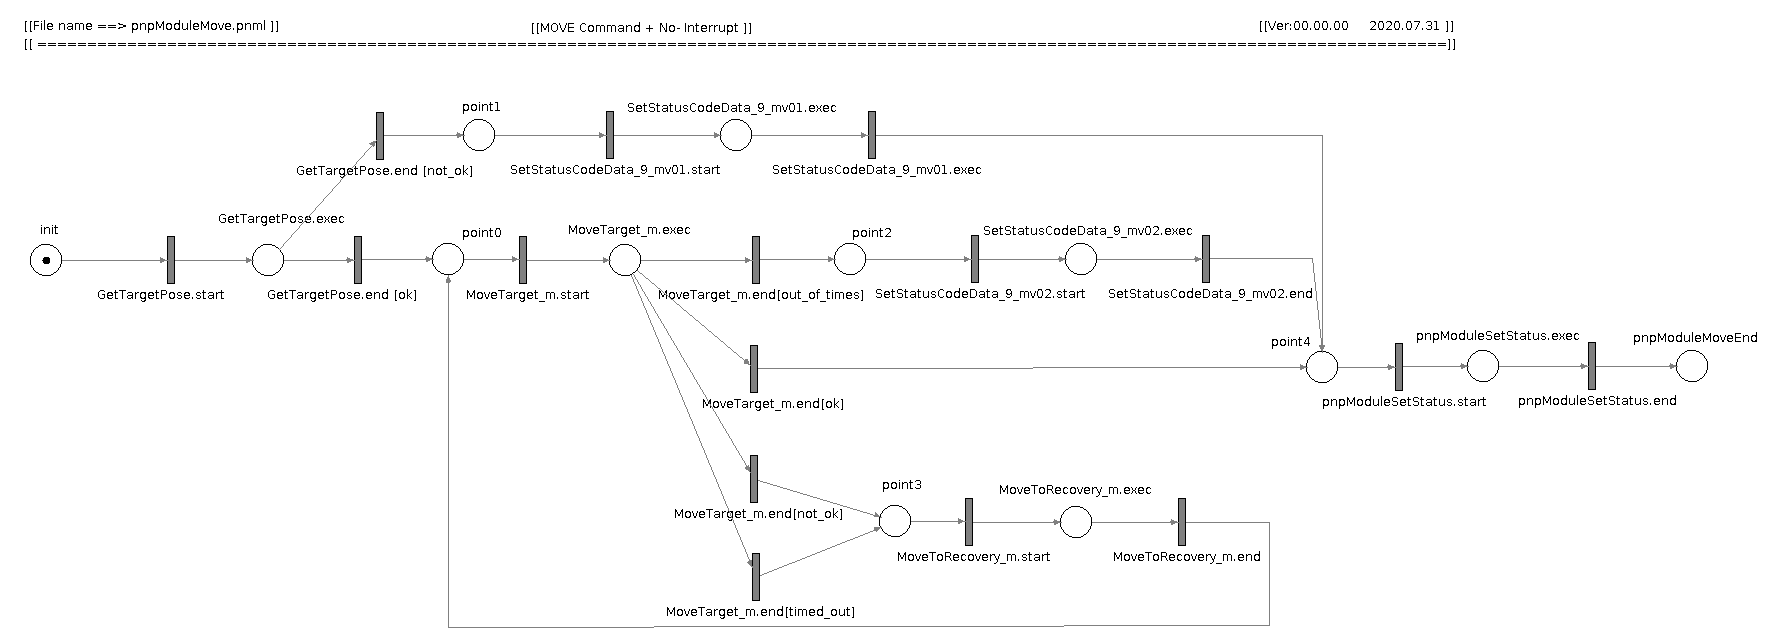 [[File name ==> pnpModuleMove.pnml ]] [[MOVE Command + No- Interrupt ]] [[Ver:00.00.00 2020.07.31 ]]
[[ =============================================================================================================================================]]
point1 SetStatusCodeData_9_mv01.exec
GetTargetPose.end [not_ok] SetStatusCodeData_9_mv01.start SetStatusCodeData_9_mv01.exec
init GetTargetPose.exec point0 MoveTarget_m.exec point2 SetStatusCodeData_9_mv02.exec
GetTargetPose.start GetTargetPose.end [ok] MoveTarget_m.start MoveTarget_m.end[out_of_times] SetStatusCodeData_9_mv02.start SetStatusCodeData_9_mv02.end
point4 pnpModuleSetStatus.exec pnpModuleMoveEnd
MoveTarget_m.end[ok] pnpModuleSetStatus.start pnpModuleSetStatus.end
point3 MoveToRecovery_m.exec
MoveTarget_m.end[not_ok]
MoveToRecovery_m.start MoveToRecovery_m.end
MoveTarget_m.end[timed_out]